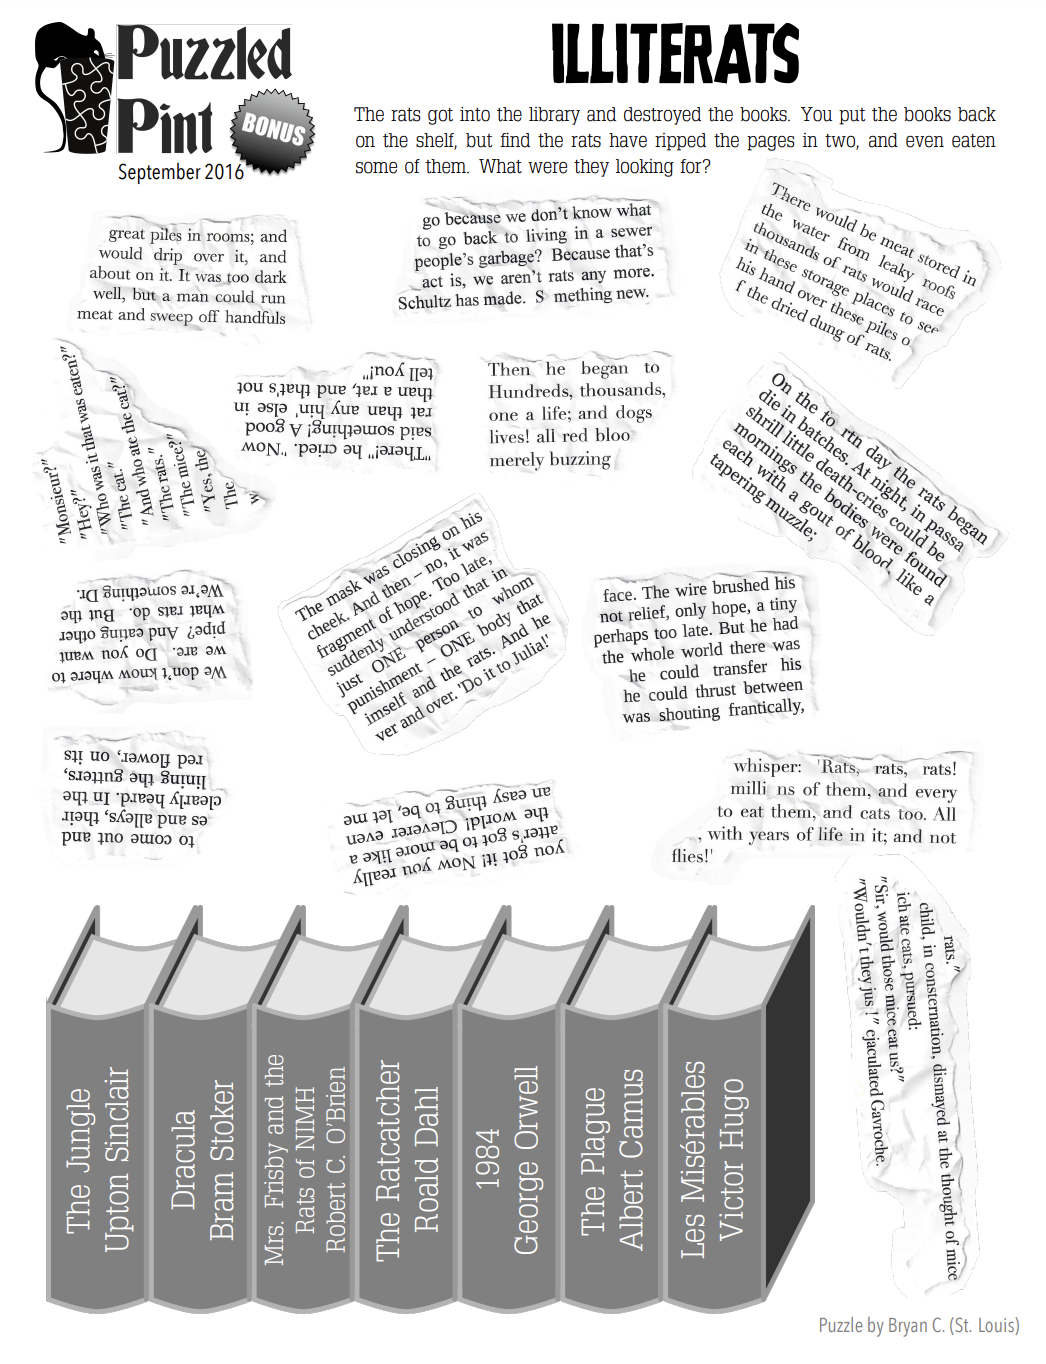 Puzzled
Pint
BONUS
September 2016
ILLITERATS
The rats got into the library and destroyed the books. You put the books back
on the shelf, but find the rats have ripped the pages in two, and even eaten
some of them. What were they looking for?
great piles in rooms; and
would drip over it, and
about on it. It was too dark
well, but a man could run
meat and sweep off handfuls
go because we don't know what
to go back to living in a sewer
people's garbage? Because that's
act is, we aren't rats any more.
Schultz has made. S mething new.
There would be meat stored in
the water from leaky roofs
thousands of rats would race
in these storage places to see
his hand over these piles o
f the dried dung of rats.
"Monsieur?"
"Hey?"
"Who was it that was eaten?"
"The cat."
"And who ate the cat?"
"The rats."
"The mice?"
"Yes, the
The
w
"There!" he cried. "Now
said something! A good
rat than any hin' else in
than a rat, and that's not
tell you!"
Then he began to
Hundreds, thousands,
one a life; and dogs
lives! all red bloo
merely buzzing
On the fo rtn day the rats began
die in batches. At night, in passa
shrill little death-cries could be
mornings the bodies were found
each with a gout of blood, like a
tapering muzzle;
We don't know where to
we are. Do you want
pipe? And eating other
what rats do. But the
We're something Dr.
The mask was closing on his
cheek. And then – no, it was
fragment of hope. Too late,
suddenly understood that in
just ONE person to whom
punishment – ONE body that
imself and the rats. And he
ver and over. 'Do it to Julia!'
face. The wire brushed his
not relief, only hope, a tiny
perhaps too late. But he had
the whole world there was
he could transfer his
he could thrust between
was shouting frantically,
to come out and
es and alleys, their
clearly heard. In the
lining the gutters,
red flower, on its
you got it! Now you really
atter's got to be more like a
the world! Cleverer even
an easy thing to be, let me
whisper: 'Rats, rats, rats!
milli ns of them, and every
to eat them, and cats too. All
, with years of life in it; and not
flies!'
rats."
child, in consternation, dismayed at the thought of mice
ich ate cats, pursued:
"Sir, would those mice eat us?"
"Wouldn't they jus !" ejaculated Gavroche.
The Jungle
Upton Sinclair
Dracula
Bram Stoker
Mrs. Frisby and the
Rats of NIMH
Robert C. O'Brien
The Ratcatcher
Roald Dahl
1984
George Orwell
The Plague
Albert Camus
Les Misérables
Victor Hugo
Puzzle by Bryan C. (St. Louis)